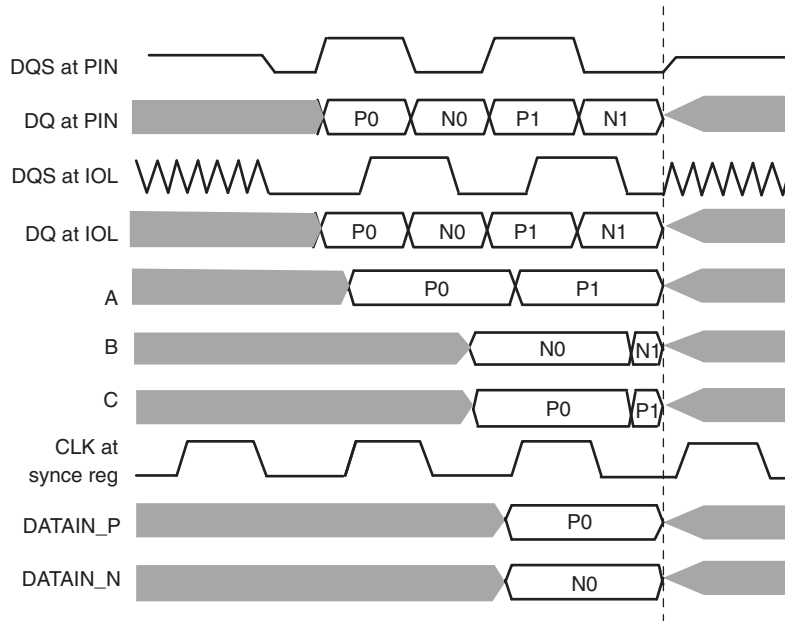 DQS at PIN
DQ at PIN P0 N0 P1 N1
DQS at IOL
DQ at IOL P0 N0 P1 N1
A P0 P1
B N0 N1
C P0 P1
CLK at
synce reg
DATAIN_P P0
DATAIN_N N0